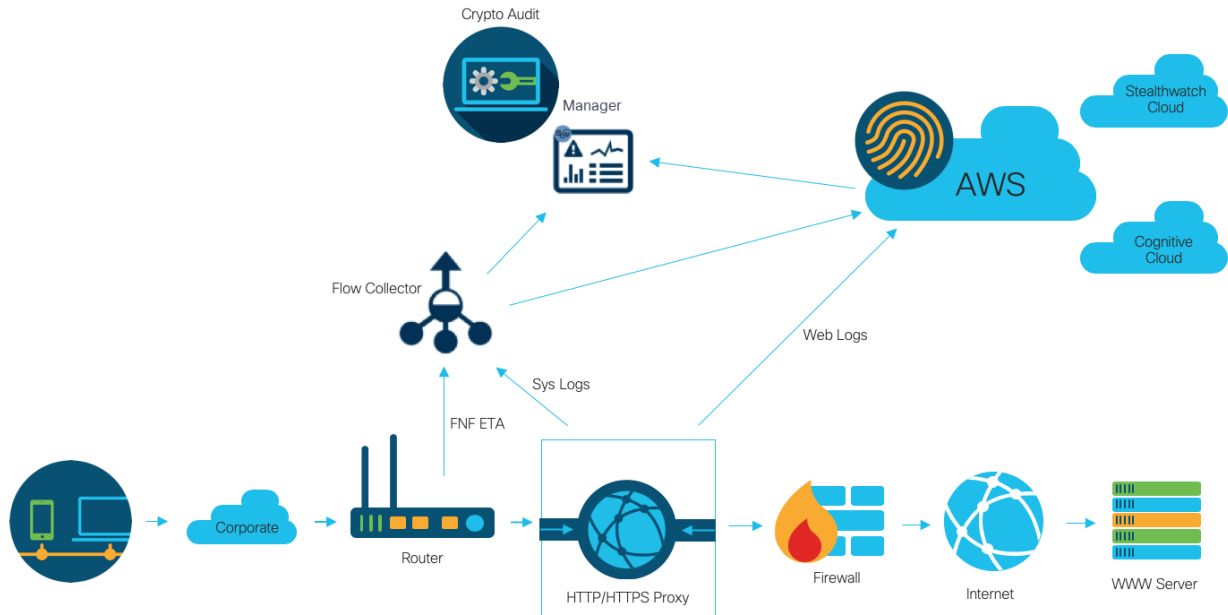 Crypto Audit
Manager
Stealthwatch
Cloud
AWS
Cognitive
Cloud
Flow Collector
Web Logs
Sys Logs
FNF ETA
Corporate
Router
HTTP/HTTPS Proxy
Firewall
Internet
WWW Server